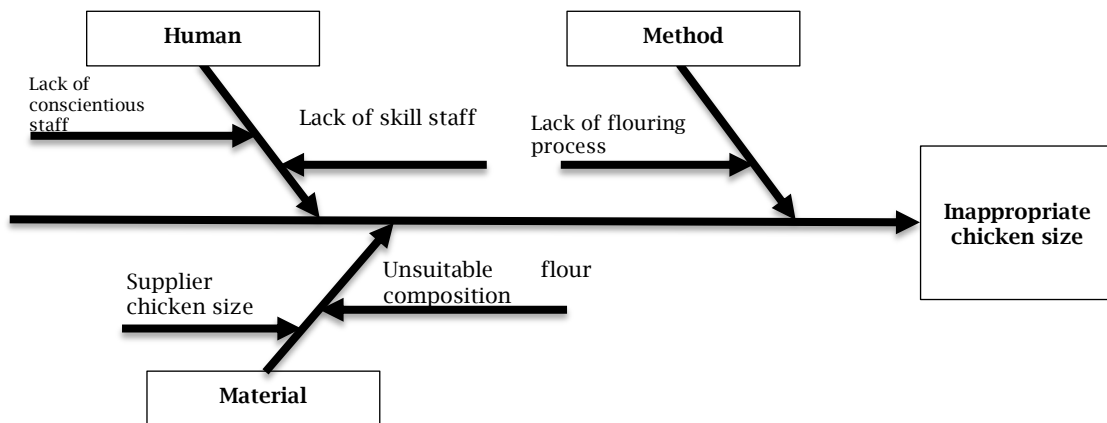 Human
Method
Lack of
conscientious
staff
Lack of skill staff
Lack of flouring
process
Inappropriate
chicken size
Supplier
chicken size
Unsuitable flour
composition
Material